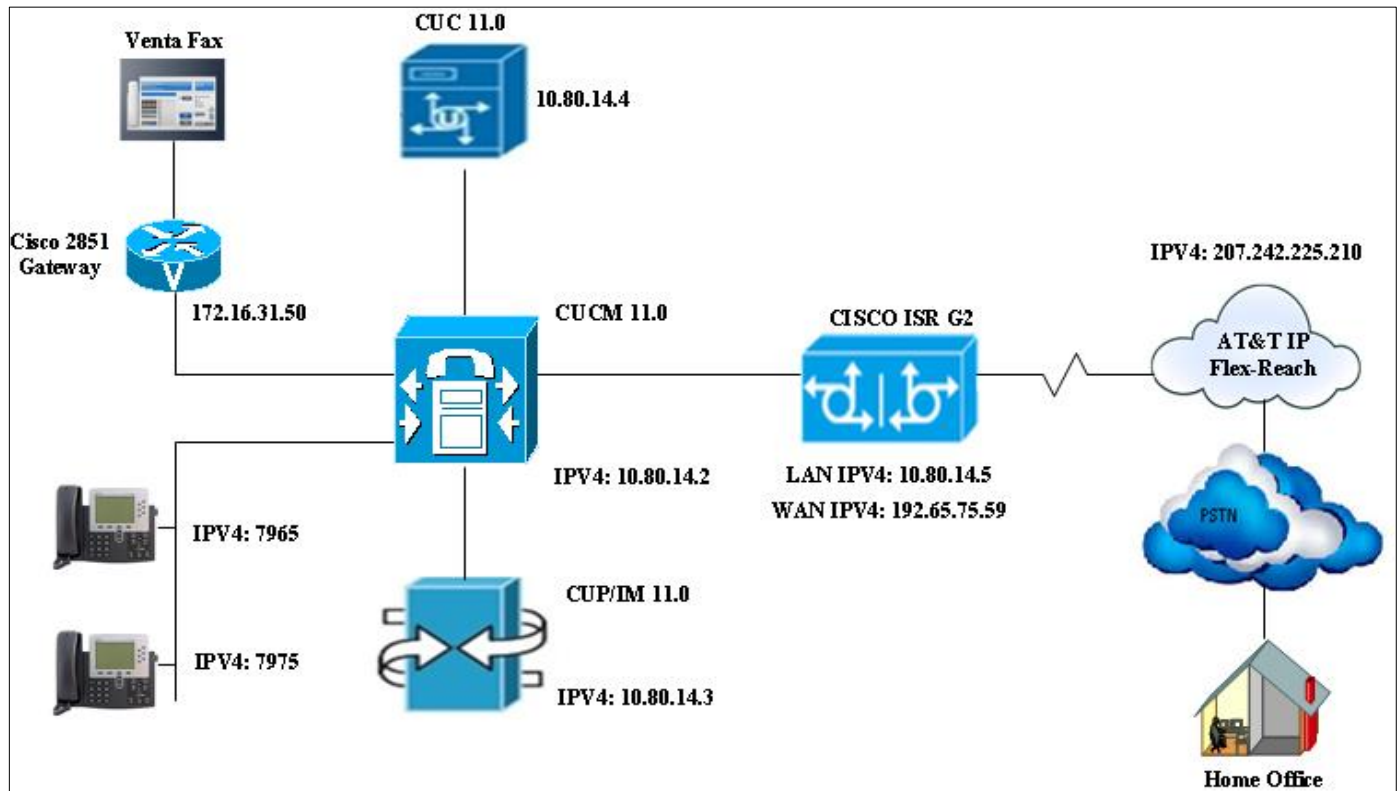 CUC 11.0
Venta Fax
10.80.14.4
Cisco 2851
Gateway
172.16.31.50
CUCM 11.0
IPV4: 10.80.14.2
IPV4: 7965
IPV4: 7975
CUP/IM 11.0
IPV4: 10.80.14.3
CISCO ISR G2
LAN IPV4: 10.80.14.5
WAN IPV4: 192.65.75.59
IPV4: 207.242.225.210
AT&T IP
Flex-Reach
PSTN
Home Office
V